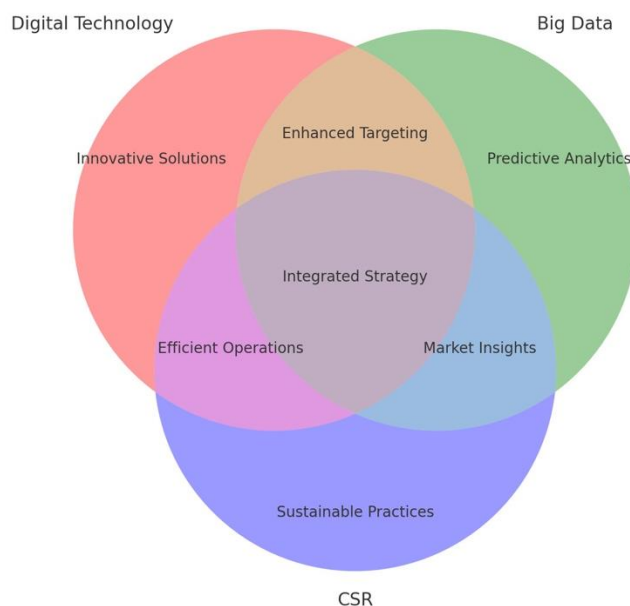 Digital Technology
Big Data
Enhanced Targeting
Innovative Solutions
Predictive Analytics
Integrated Strategy
Efficient Operations
Market Insights
Sustainable Practices
CSR